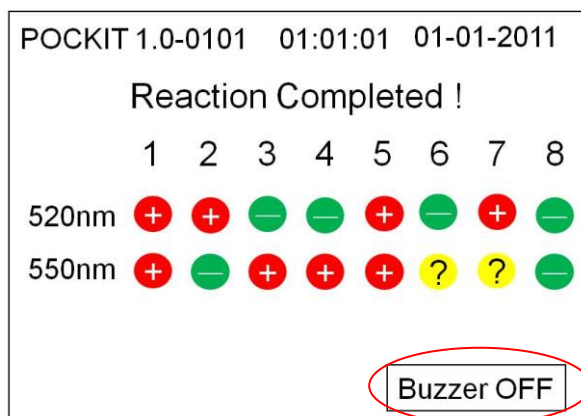 POCKIT 1.0-0101 01:01:01 01-01-2011
Reaction Completed !
1 2 3 4 5 6 7 8
520nm + + − − + − + −
550nm + − + + + ? ? −
Buzzer OFF